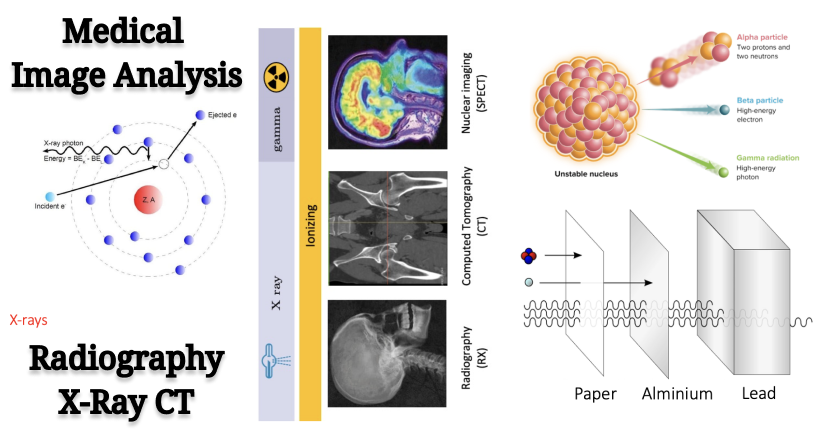 Medical
Image Analysis
Ejected e
X-ray photon
Energy = BE - BE
Incident e-
Z, A
X-rays
Radiography
X-Ray CT
gamma
X ray
Ionizing
Nuclear imaging
(SPECT)
Computed Tomography
(CT)
Radiography
(RX)
Alpha particle
Two protons and
two neutrons
Beta particle
High-energy
electron
Gamma radiation
High-energy
photon
Unstable nucleus
Paper
Alminium
Lead